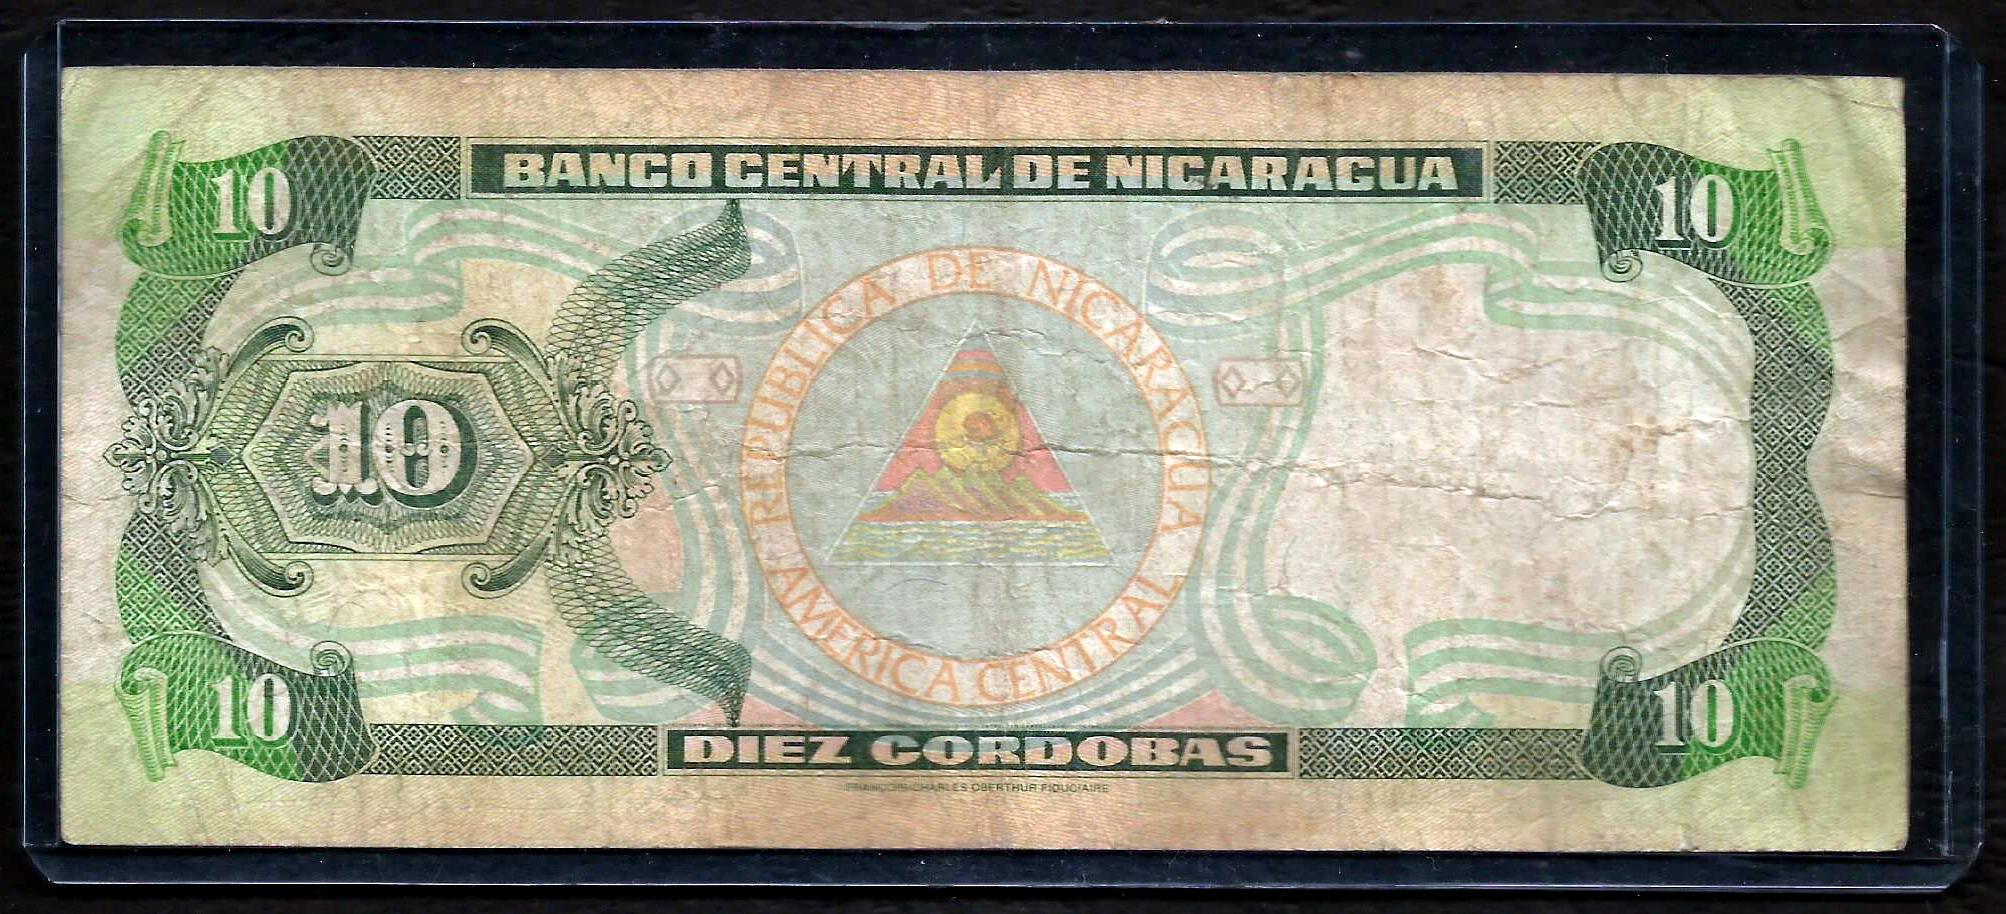 BANCO CENTRAL DE NICARAGUA
10
10
REPUBLICA DE NICARAGUA
AMERICA CENTRAL
10
10
10
DIEZ CORDOBAS
FRANCOIS-CHARLES OBERTHUR FIDUCIAIRE